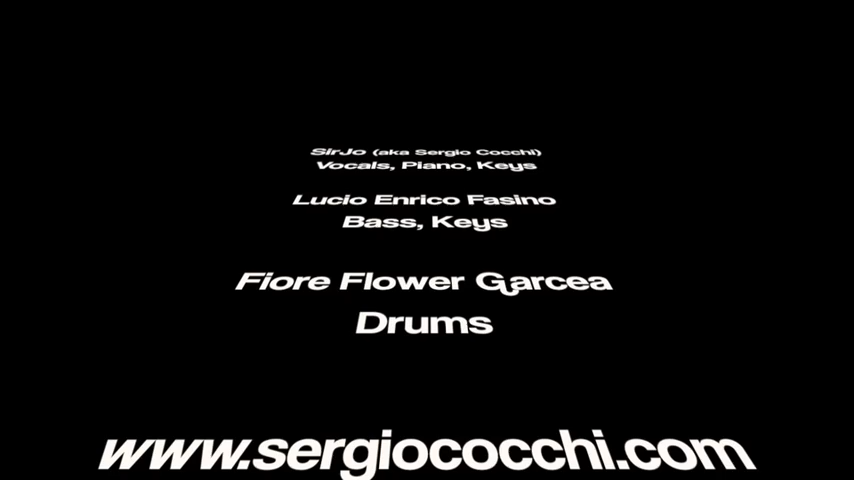 SirJo (aka Sergio Cocchi)
Vocals, Piano, Keys
Lucio Enrico Fasino
Bass, Keys
Fiore Flower Garcea
Drums
www.sergiococchi.com